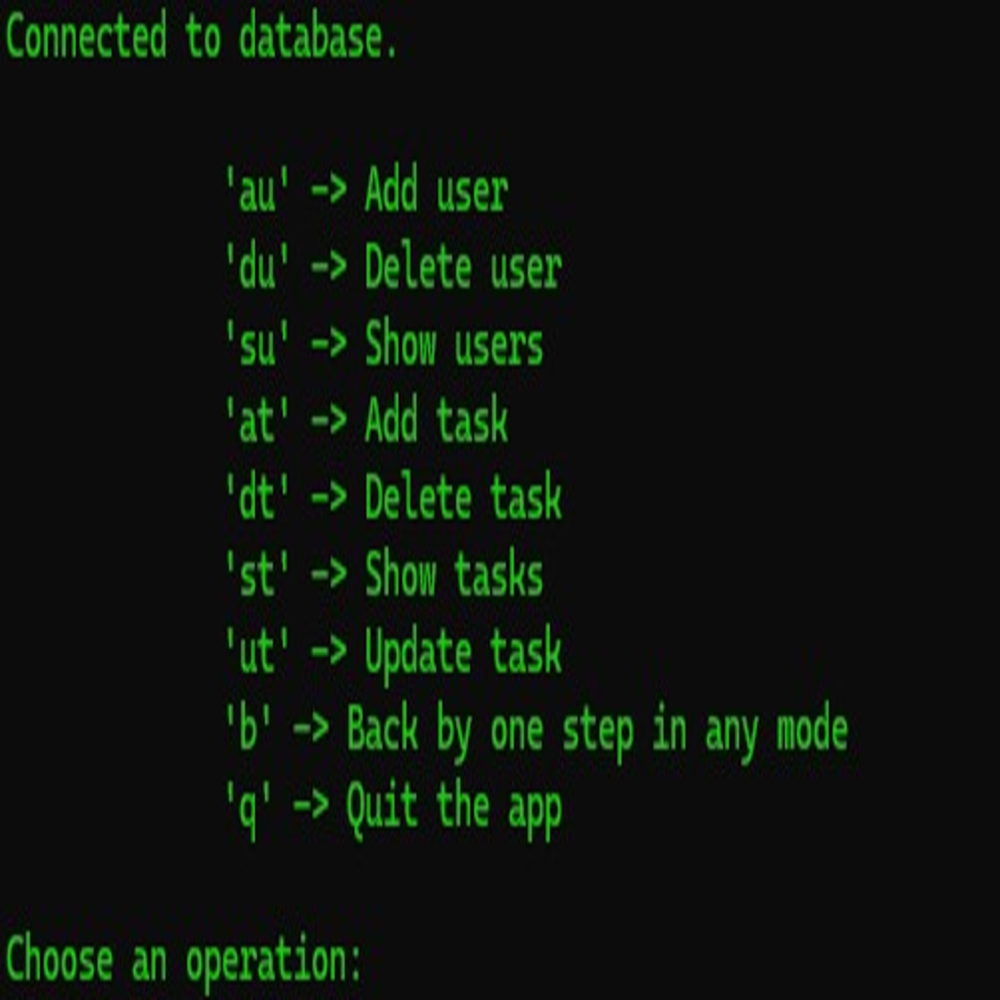 Connected to database.
'au' -> Add user
'du' -> Delete user
'su' -> Show users
'at' -> Add task
'dt' -> Delete task
'st' -> Show tasks
'ut' -> Update task
'b' -> Back by one step in any mode
'q' -> Quit the app
Choose an operation: